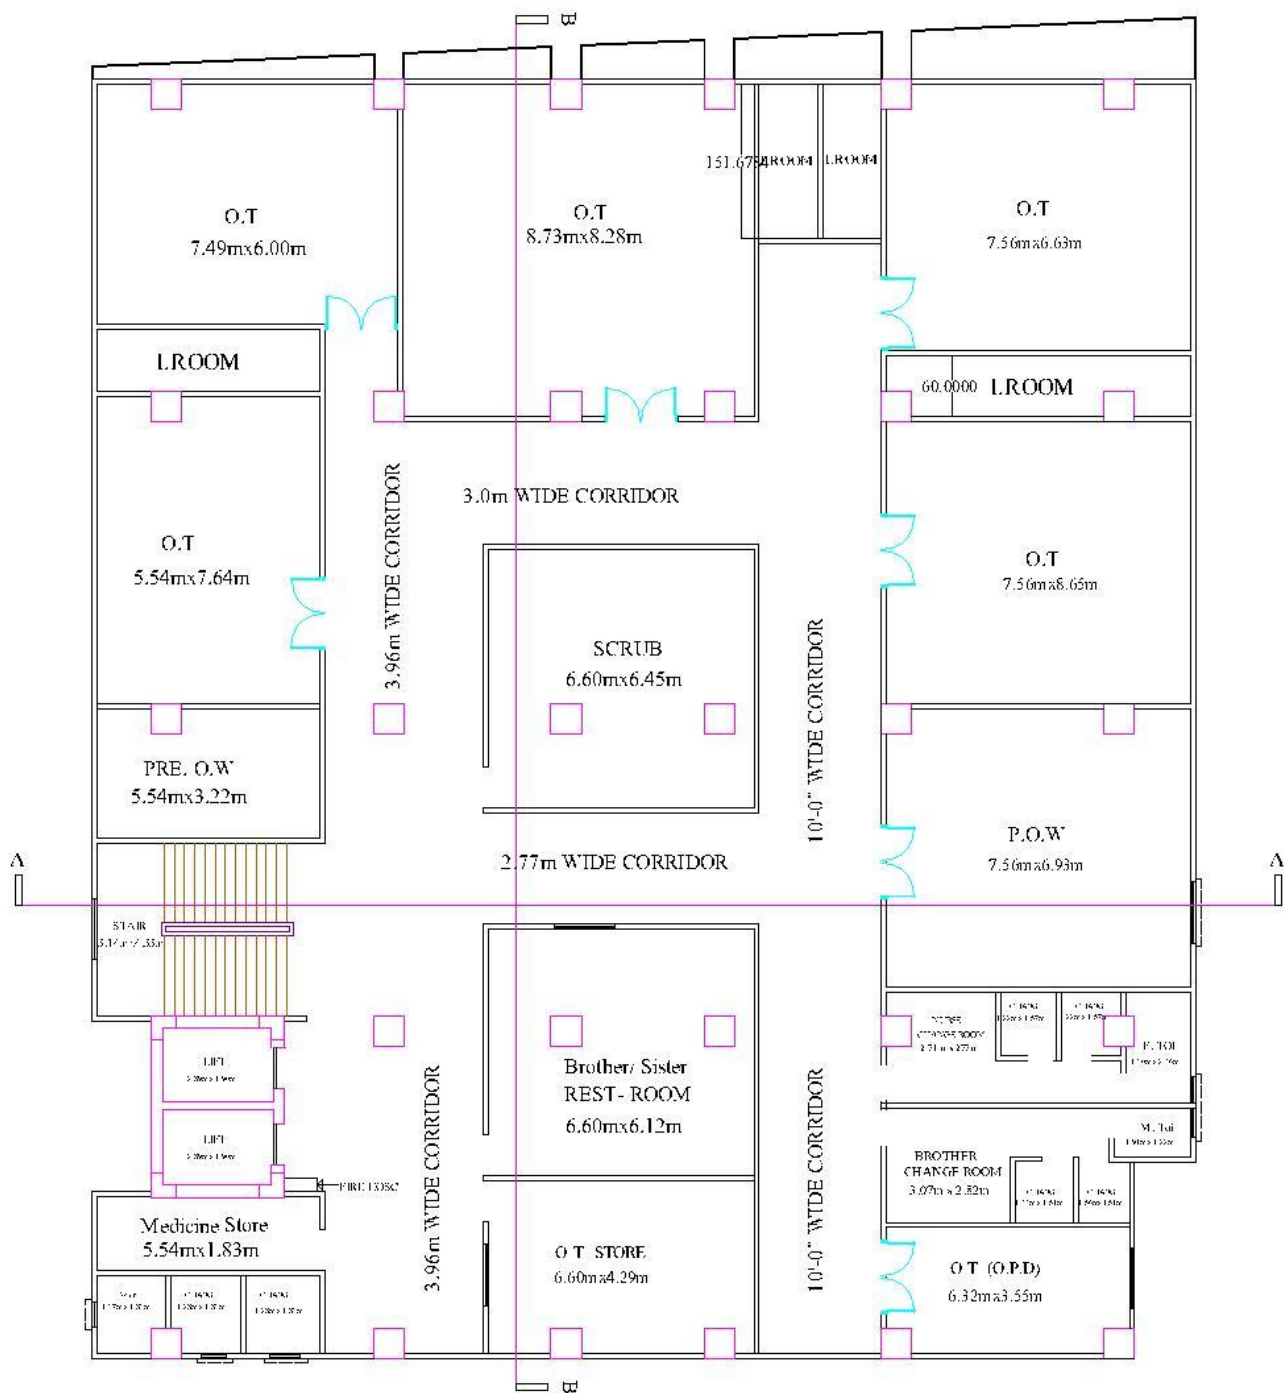 B
151.6784
I.ROOM
I.ROOM
O.T
7.49mx6.00m
O.T
8.73mx8.28m
O.T
7.56mx6.63m
I.ROOM
60.0000
I.ROOM
3.96m WIDE CORRIDOR
3.0m WIDE CORRIDOR
O.T
5.54mx7.64m
O.T
7.56mx8.65m
SCRUB
6.60mx6.45m
10'-0" WIDE CORRIDOR
PRE. O.W
5.54mx3.22m
P.O.W
7.56mx6.93m
2.77m WIDE CORRIDOR
A
A
STAIR
NURSE
CHANGE ROOM
F. TOI
LIFT
LIFT
Brother/ Sister
REST- ROOM
6.60mx6.12m
3.96m WIDE CORRIDOR
10'-0" WIDE CORRIDOR
M. Toi
BROTHER
CHANGE ROOM
3.07m x 2.82m
FIRE
Medicine Store
5.54mx1.83m
O.T STORE
6.60mx4.29m
O.T (O.P.D)
6.32mx3.55m
B